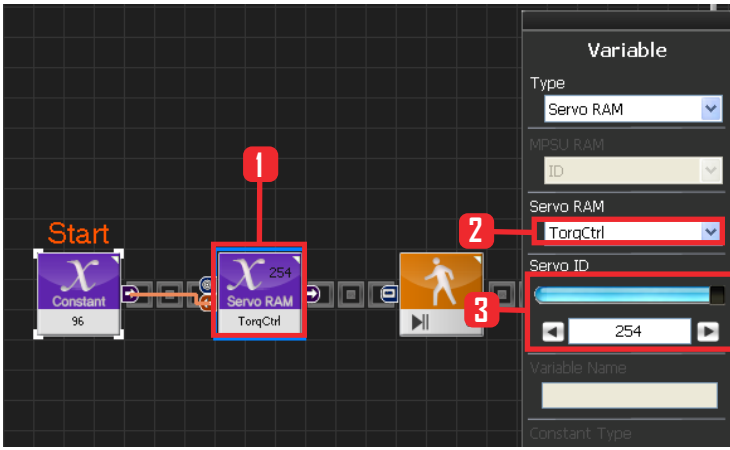 Start
Constant
96
1
254
Servo RAM
TorqCtrl
Variable
Type
Servo RAM
MPSU RAM
ID
Servo RAM
2
TorqCtrl
Servo ID
3
254
Variable Name
Constant Type